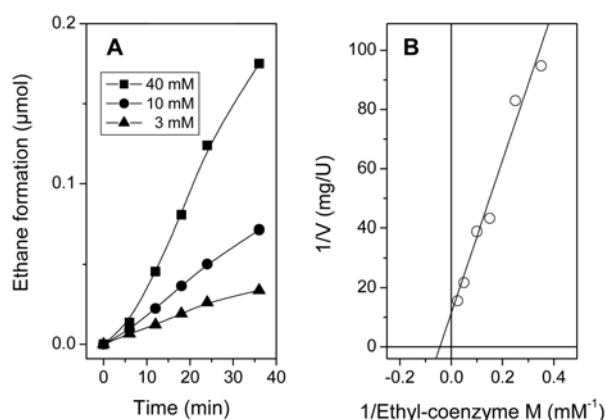 A
40 mM
10 mM
3 mM
0.2
0.1
0.0
0
10
20
30
40
Ethane formation (µmol)
Time (min)
B
100
80
60
40
20
0
-0.2
0.0
0.2
0.4
1/V (mg/U)
1/Ethyl-coenzyme M (mM⁻¹)